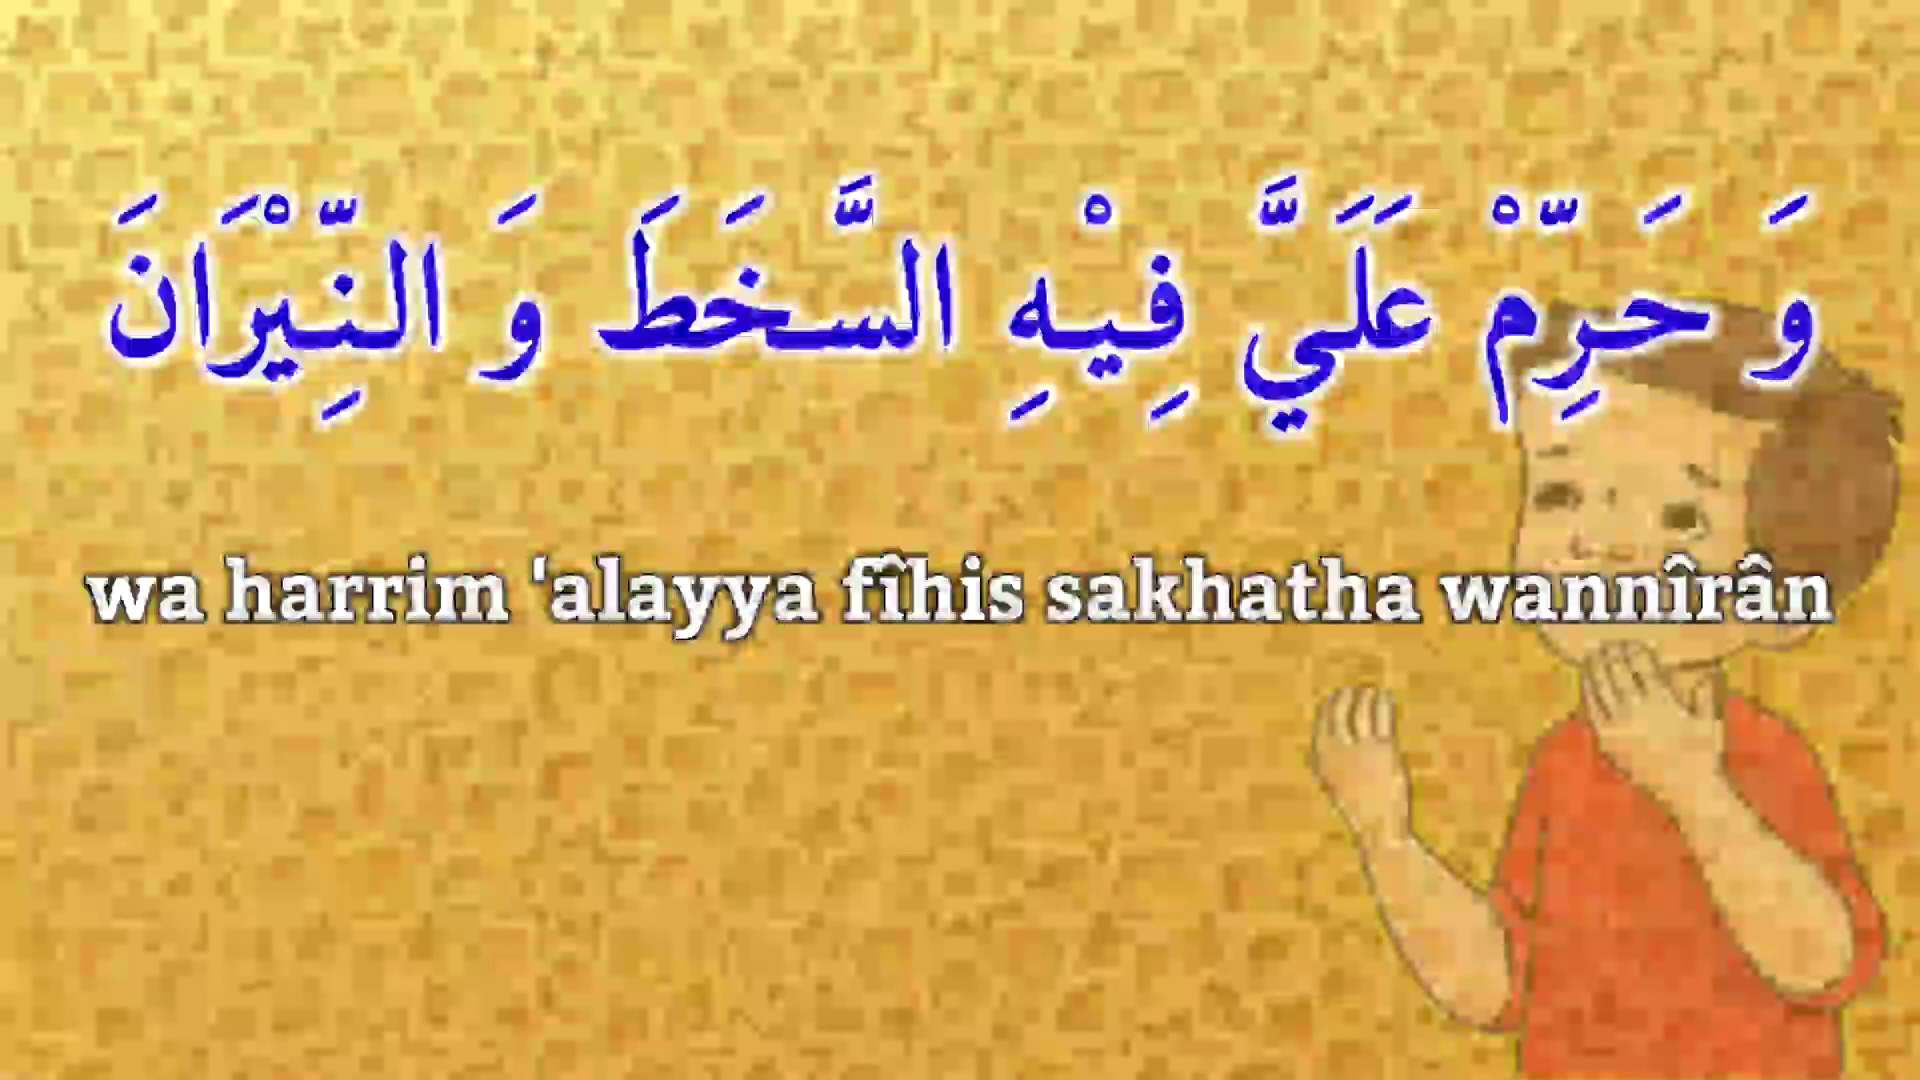 وَ حَرِّمْ عَلَيَّ فِيْهِ السَّخَطَ وَ النِّيْرَانَ
wa harrim 'alayya fîhis sakhatha wannîrân